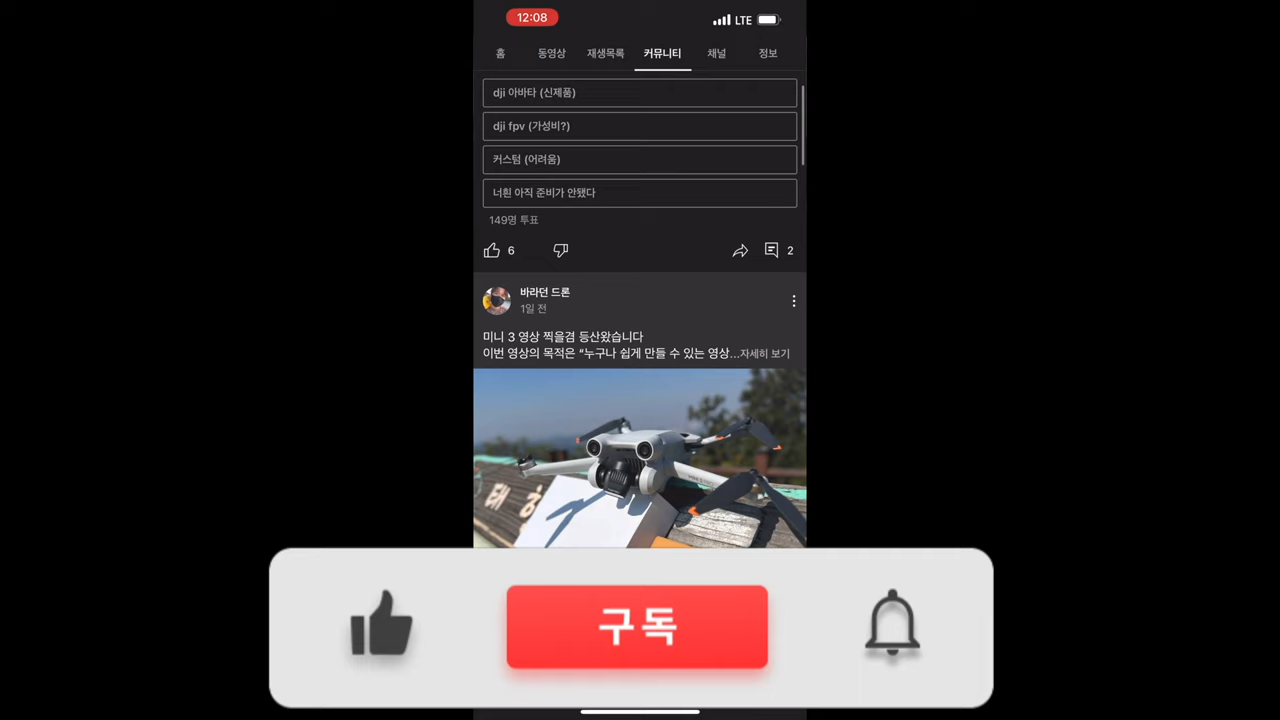 12:08
LTE
홈 동영상 재생목록 커뮤니티 채널 정보
dji 아바타 (신제품)
dji fpv (가성비?)
커스텀 (어려움)
너흰 아직 준비가 안됐다
149명 투표
6
2
바라던 드론
1일 전
미니 3 영상 찍을겸 등산왔습니다
이번 영상의 목적은 “누구나 쉽게 만들 수 있는 영상...자세히 보기
구독